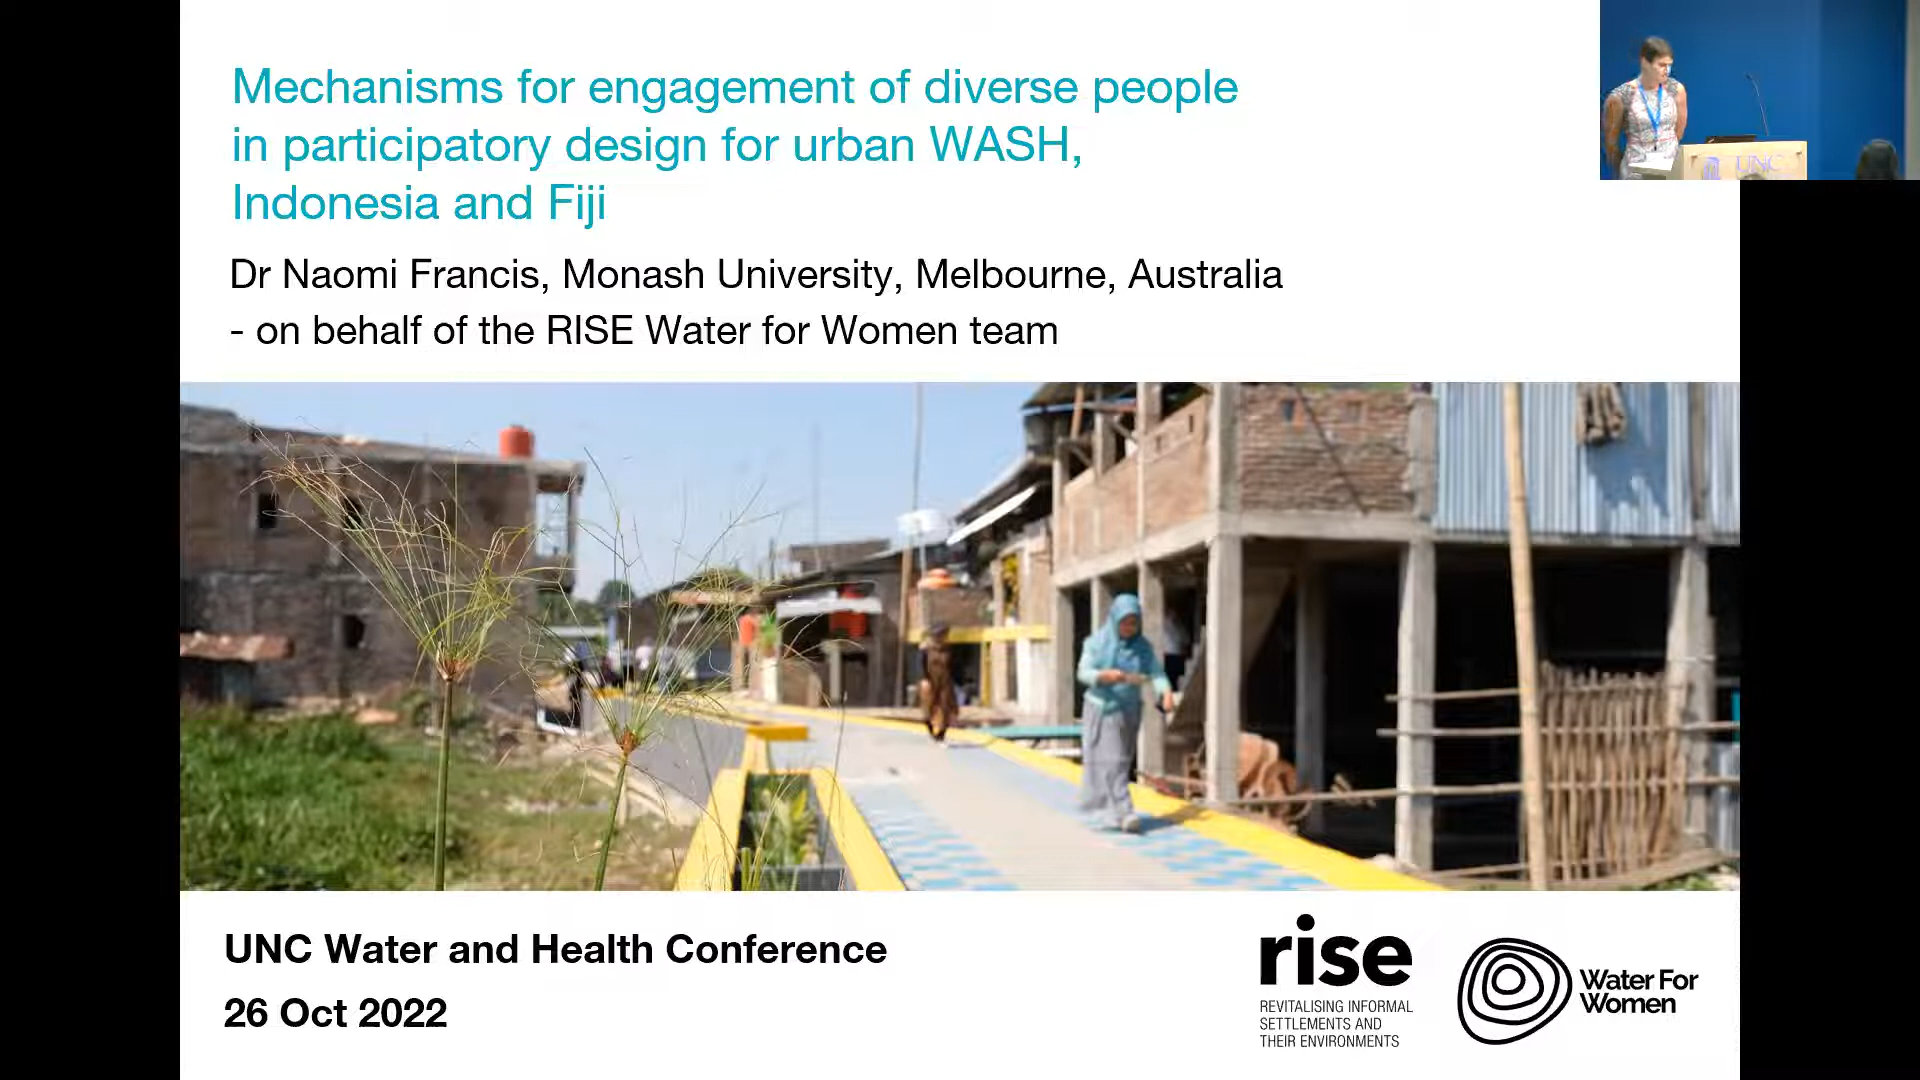 Mechanisms for engagement of diverse people
in participatory design for urban WASH,
Indonesia and Fiji
Dr Naomi Francis, Monash University, Melbourne, Australia
- on behalf of the RISE Water for Women team
UNC
UNC Water and Health Conference
26 Oct 2022
rise
REVITALISING INFORMAL
SETTLEMENTS AND
THEIR ENVIRONMENTS
Water For
Women